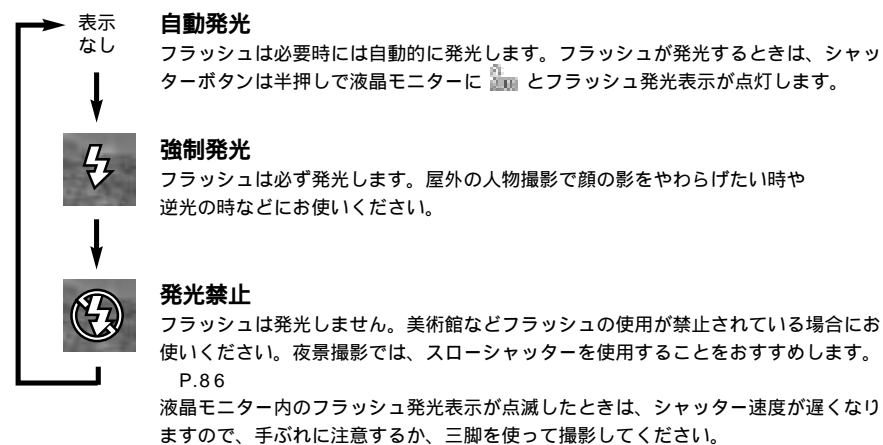 表示
なし
自動発光
フラッシュは必要時には自動的に発光します。フラッシュが発光するときは、シャッ
ターボタンは半押しで液晶モニターに とフラッシュ発光表示が点灯します。
強制発光
フラッシュは必ず発光します。屋外の人物撮影で顔の影をやわらげたい時や
逆光の時などにお使いください。
発光禁止
フラッシュは発光しません。美術館などフラッシュの使用が禁止されている場合にお
使いください。夜景撮影では、スローシャッターを使用することをおすすめします。
P.86
液晶モニター内のフラッシュ発光表示が点滅したときは、シャッター速度が遅くなり
ますので、手ぶれに注意するか、三脚を使って撮影してください。